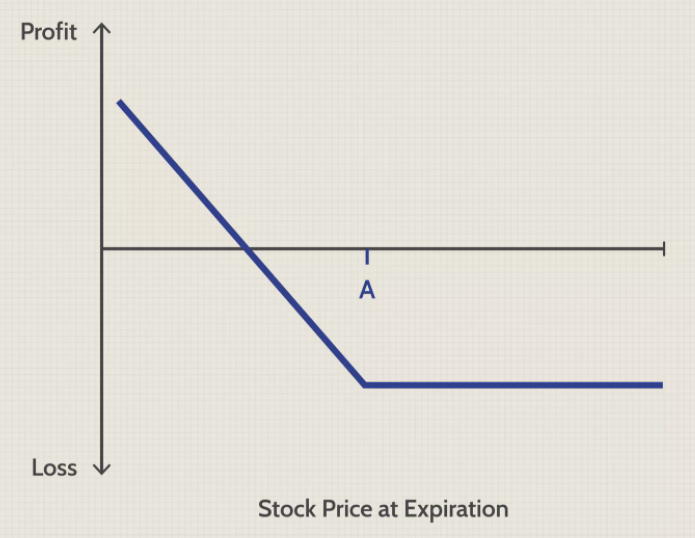 Profit
A
Loss
Stock Price at Expiration